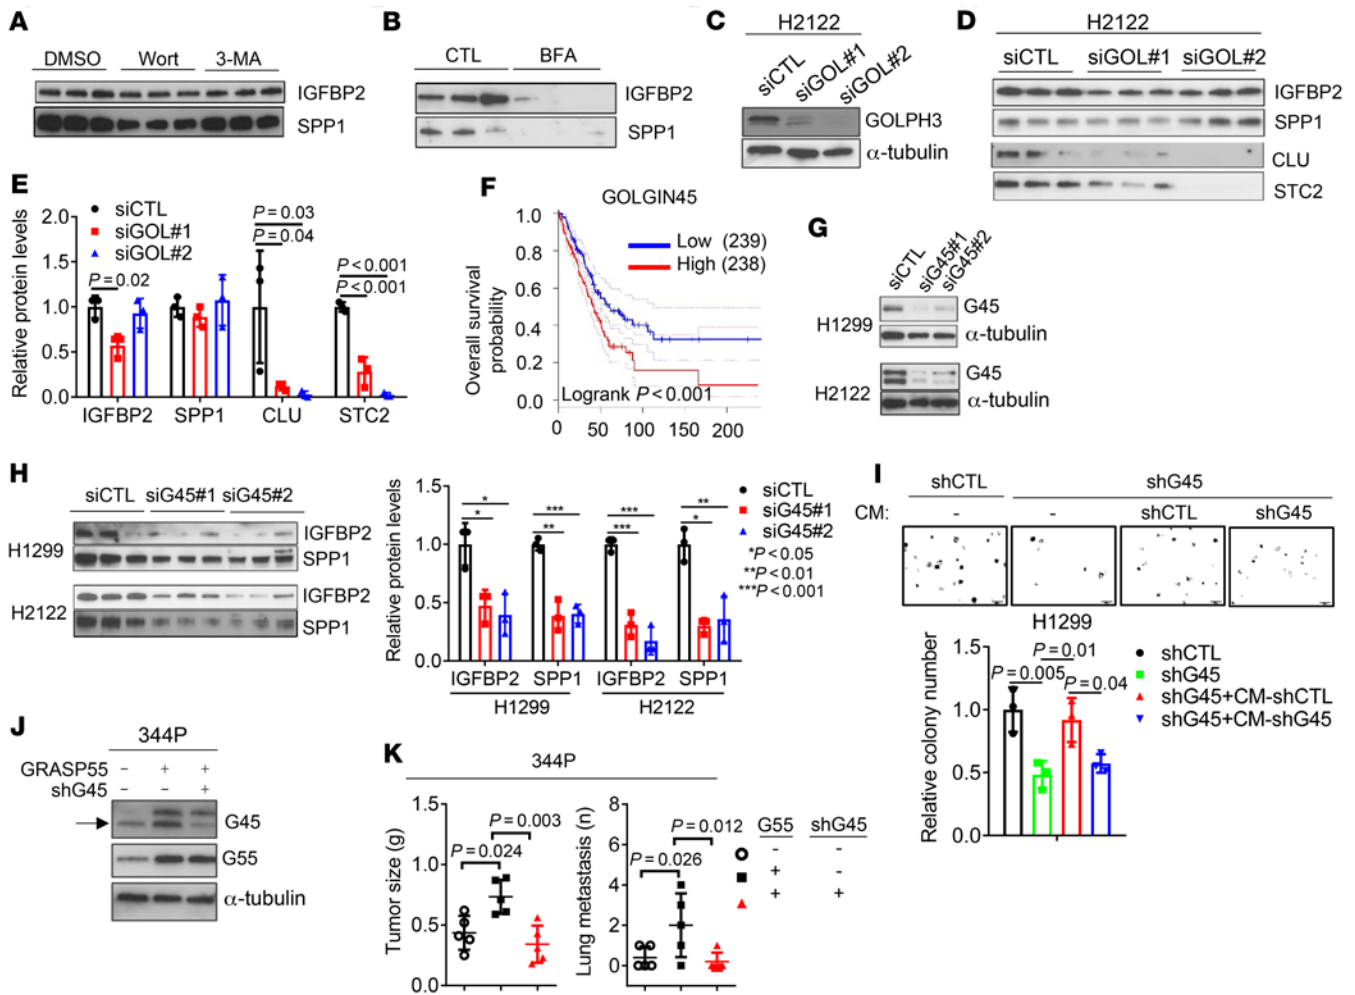 A
DMSO Wort 3-MA
IGFBP2
SPP1
B
CTL BFA
IGFBP2
SPP1
C
H2122
siCTL siGOL#1 siGOL#2
GOLPH3
α-tubulin
D
H2122
siCTL siGOL#1 siGOL#2
IGFBP2
SPP1
CLU
STC2
E
Relative protein levels
2.0
1.5
1.0
0.5
0.0
siCTL
siGOL#1
siGOL#2
P = 0.02
P = 0.03
P = 0.04
P < 0.001
P < 0.001
IGFBP2 SPP1 CLU STC2
F
GOLGIN45
Overall survival
probability
1.0
0.8
0.6
0.4
0.2
0.0
Low (239)
High (238)
Logrank P < 0.001
0 50 100 150 200
G
siCTL siG45#1 siG45#2
H1299
G45
α-tubulin
H2122
G45
α-tubulin
H
siCTL siG45#1 siG45#2
H1299
IGFBP2
SPP1
H2122
IGFBP2
SPP1
Relative protein levels
1.5
1.0
0.5
0.0
* * *** ** *** *** ** *
siCTL
siG45#1
siG45#2
*P < 0.05
**P < 0.01
***P < 0.001
IGFBP2 SPP1 IGFBP2 SPP1
H1299 H2122
I
shCTL shG45
CM: - - shCTL shG45
H1299
Relative colony number
1.5
1.0
0.5
0.0
P = 0.005
P = 0.01
P = 0.04
shCTL
shG45
shG45+CM-shCTL
shG45+CM-shG45
J
344P
GRASP55 – + +
shG45 – – +
G45
G55
α-tubulin
K
344P
Tumor size (g)
1.5
1.0
0.5
0.0
P = 0.024
P = 0.003
Lung metastasis (n)
8
6
4
2
0
P = 0.026
P = 0.012
G55 shG45
- -
+ -
+ +